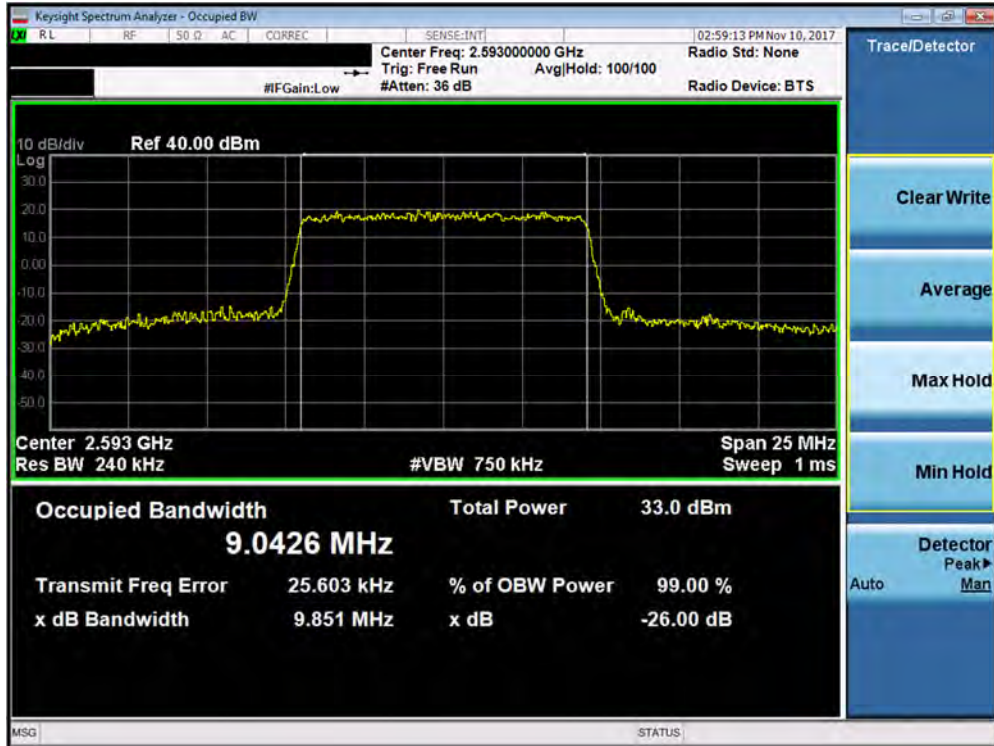 Keysight Spectrum Analyzer - Occupied BW
LXI RL RF 50 Ω AC CORREC SENSE:INT 02:59:13 PM Nov 10, 2017
Center Freq: 2.593000000 GHz Radio Std: None
Trig: Free Run Avg|Hold: 100/100
#IFGain:Low #Atten: 36 dB Radio Device: BTS
Trace/Detector
10 dB/div Ref 40.00 dBm
Log
30.0
20.0
10.0
0.00
-10.0
-20.0
-30.0
-40.0
-50.0
Center 2.593 GHz Span 25 MHz
Res BW 240 kHz #VBW 750 kHz Sweep 1 ms
Occupied Bandwidth Total Power 33.0 dBm
9.0426 MHz
Transmit Freq Error 25.603 kHz % of OBW Power 99.00 %
x dB Bandwidth 9.851 MHz x dB -26.00 dB
Clear Write
Average
Max Hold
Min Hold
Detector
Peak▶
Auto Man
MSG STATUS